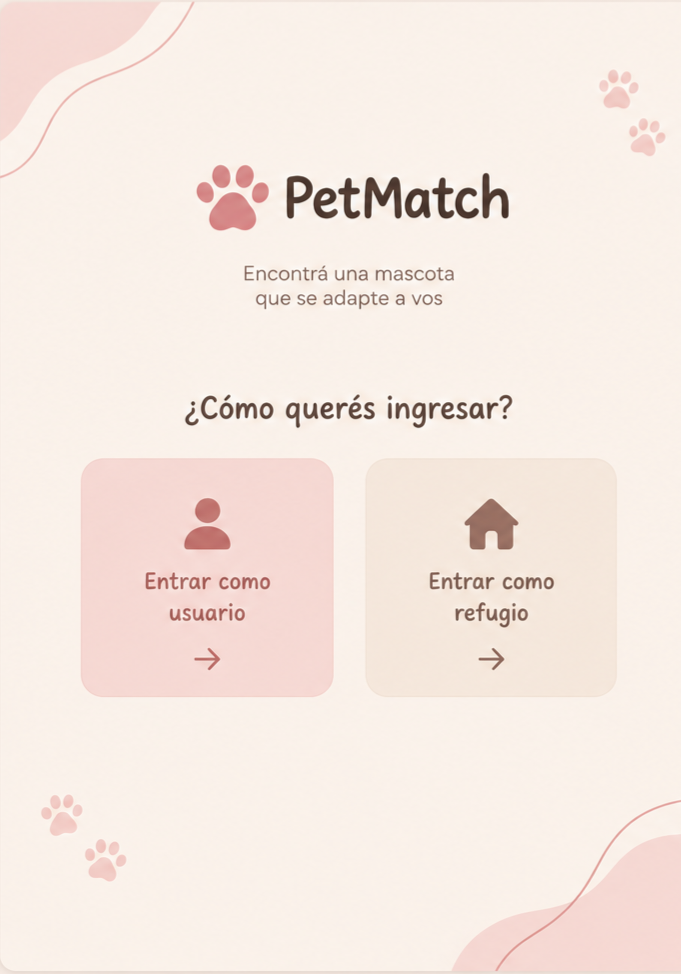 PetMatch
Encontrá una mascota
que se adapte a vos
¿Cómo querés ingresar?
Entrar como
usuario
Entrar como
refugio